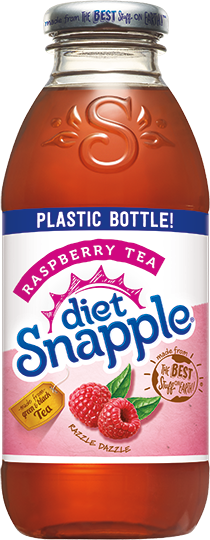 made from THE BEST STUFF ON EARTH!
S
PLASTIC BOTTLE!
RASPBERRY TEA
diet
Snapple®
made from
THE BEST
STUFF ON EARTH!
made from
green & black
Tea
RAZZLE DAZZLE